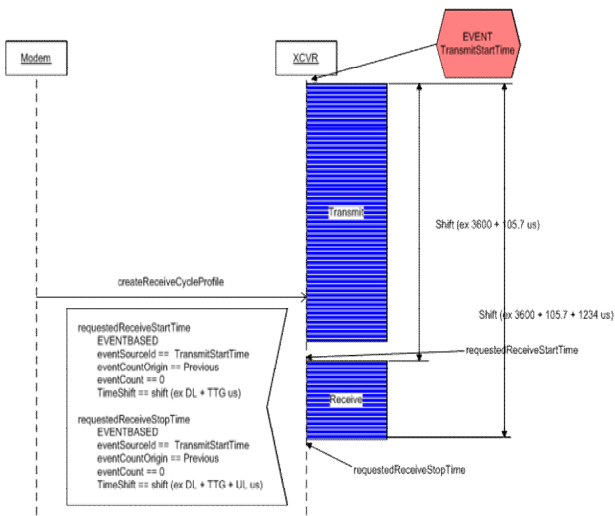 EVENT
TransmitStartTime
Modem
XCVR
Transmit
Shift (ex 3600 + 105.7 us)
createReceiveCycleProfile
Shift (ex 3600 + 105.7 + 1234 us)
requestedReceiveStartTime
EVENTBASED
eventSourceId == TransmitStartTime
eventCountOrigin == Previous
eventCount == 0
TimeShift == shift (ex DL + TTG us)
requestedReceiveStopTime
EVENTBASED
eventSourceId == TransmitStartTime
eventCountOrigin == Previous
eventCount == 0
TimeShift == shift (ex DL + TTG + UL us)
requestedReceiveStartTime
Receive
requestedReceiveStopTime